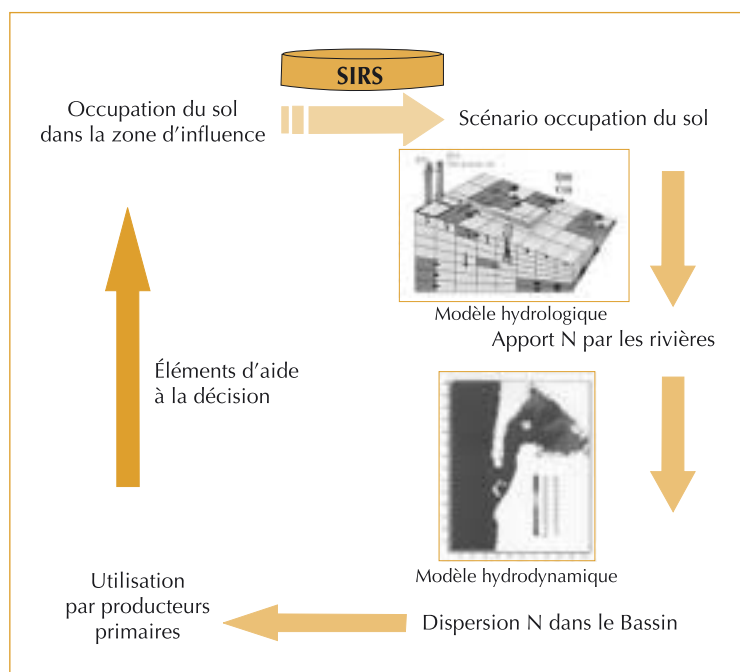 SIRS
Occupation du sol
dans la zone d'influence
Scénario occupation du sol
Modèle hydrologique
Apport N par les rivières
Éléments d'aide
à la décision
Modèle hydrodynamique
Utilisation
par producteurs
primaires
Dispersion N dans le Bassin